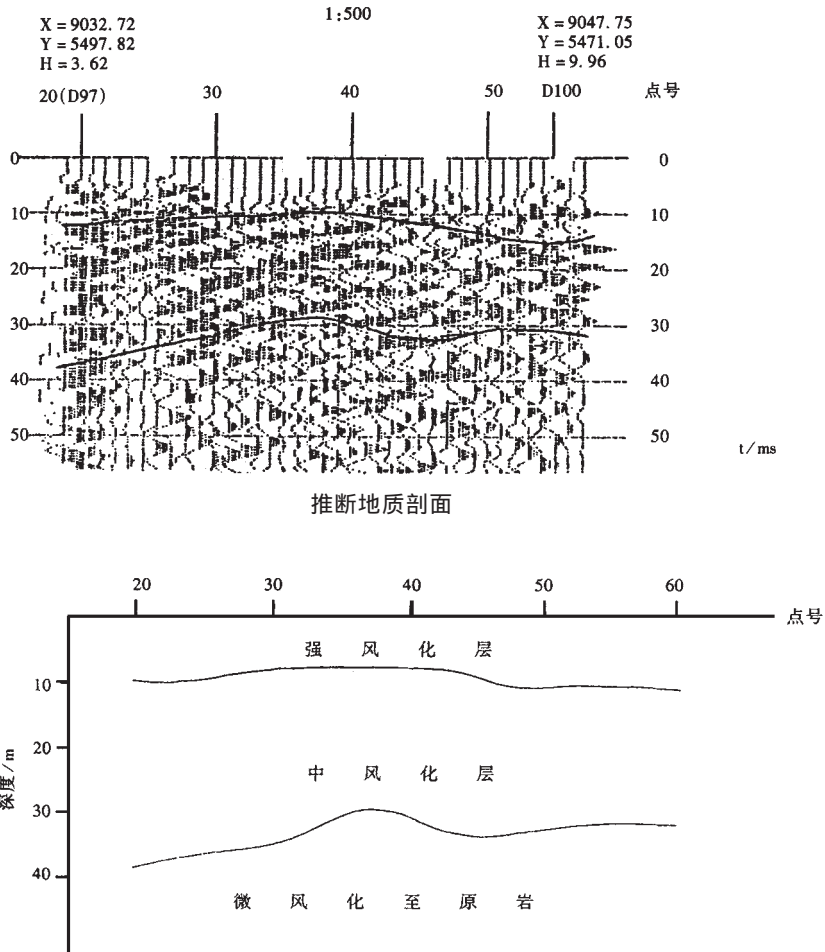 1:500
X = 9032.72
Y = 5497.82
H = 3.62
X = 9047.75
Y = 5471.05
H = 9.96
20(D97) 30 40 50 D100 点号
0 0
10 10
20 20
30 30
40 40
50 50
t/ms
推断地质剖面
20 30 40 50 60
点号
强风化层
10
20
中风化层
深度/m
30
40
微风化至原岩